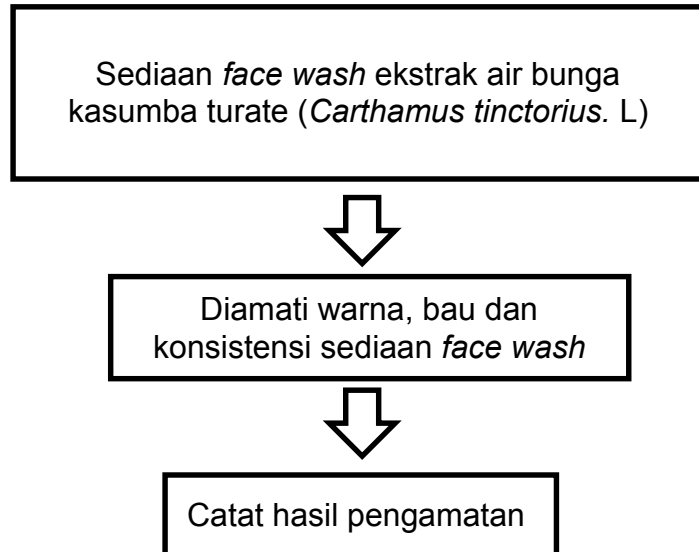 Sediaan face wash ekstrak air bunga
kasumba turate (Carthamus tinctorius. L)
Diamati warna, bau dan
konsistensi sediaan face wash
Catat hasil pengamatan